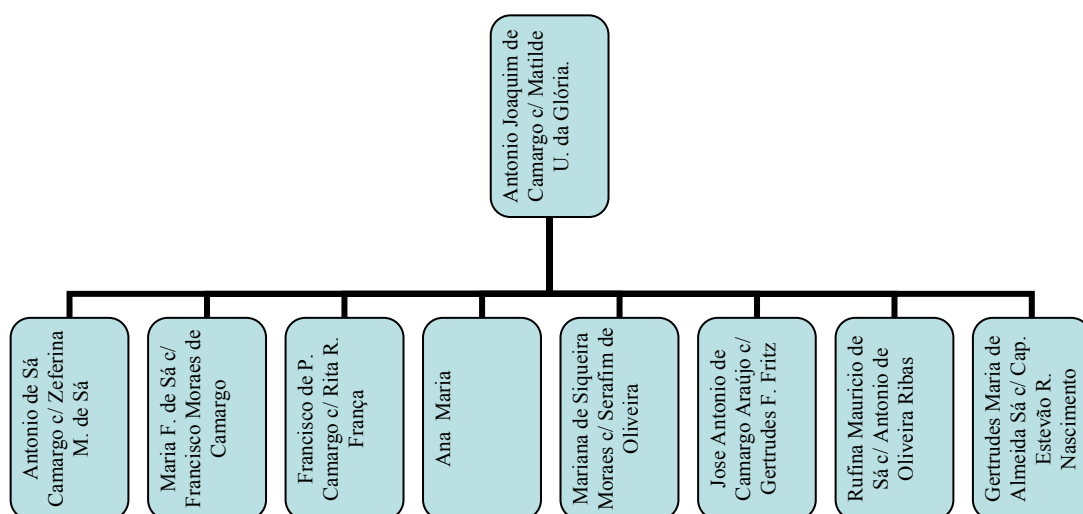 Antonio Joaquim de
Camargo c/ Matilde
U. da Glória.
Antonio de Sá
Camargo c/ Zeferina
M. de Sá
Maria F. de Sá c/
Francisco Moraes de
Camargo
Francisco de P.
Camargo c/ Rita R.
França
Ana Maria
Mariana de Siqueira
Moraes c/ Serafim de
Oliveira
Jose Antonio de
Camargo Araújo c/
Gertrudes F. Fritz
Rufina Mauricio de
Sá c/ Antonio de
Oliveira Ribas
Gertrudes Maria de
Almeida Sá c/ Cap.
Estevão R.
Nascimento